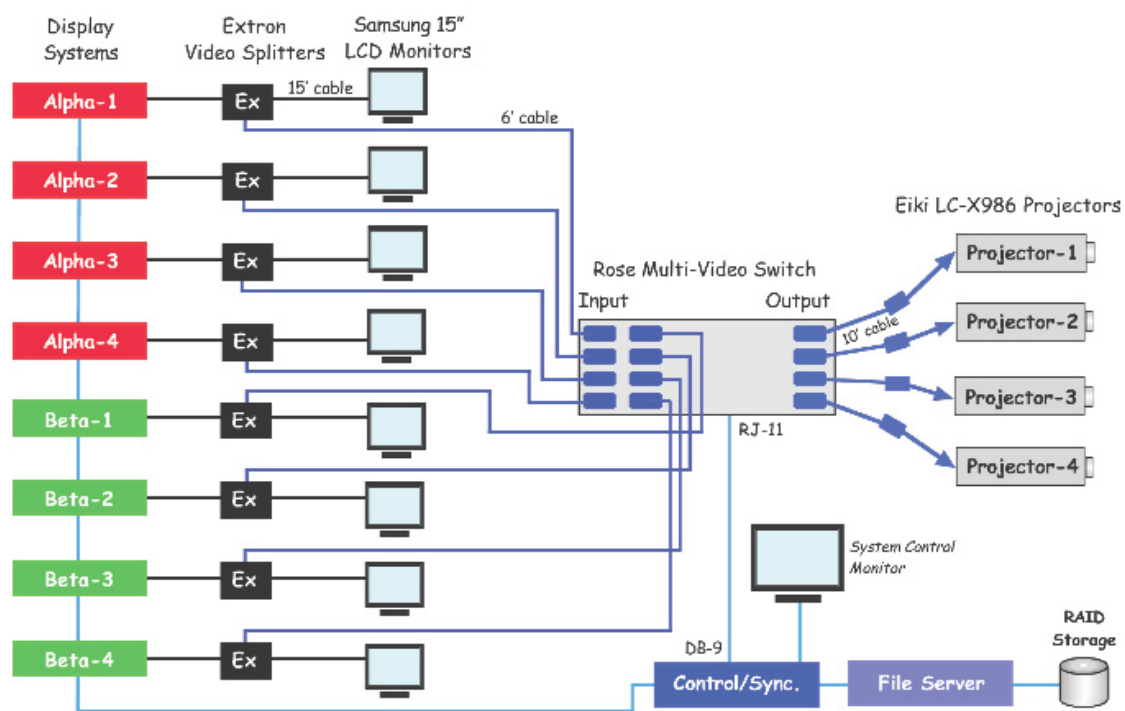 Display
Systems
Extron
Video Splitters
Samsung 15”
LCD Monitors
Alpha-1
Ex
15' cable
6' cable
Alpha-2
Ex
Alpha-3
Ex
Alpha-4
Ex
Beta-1
Ex
Beta-2
Ex
Beta-3
Ex
Beta-4
Ex
Rose Multi-Video Switch
Input
Output
10' cable
RJ-11
Eiki LC-X986 Projectors
Projector-1
Projector-2
Projector-3
Projector-4
System Control
Monitor
DB-9
Control/Sync.
File Server
RAID
Storage